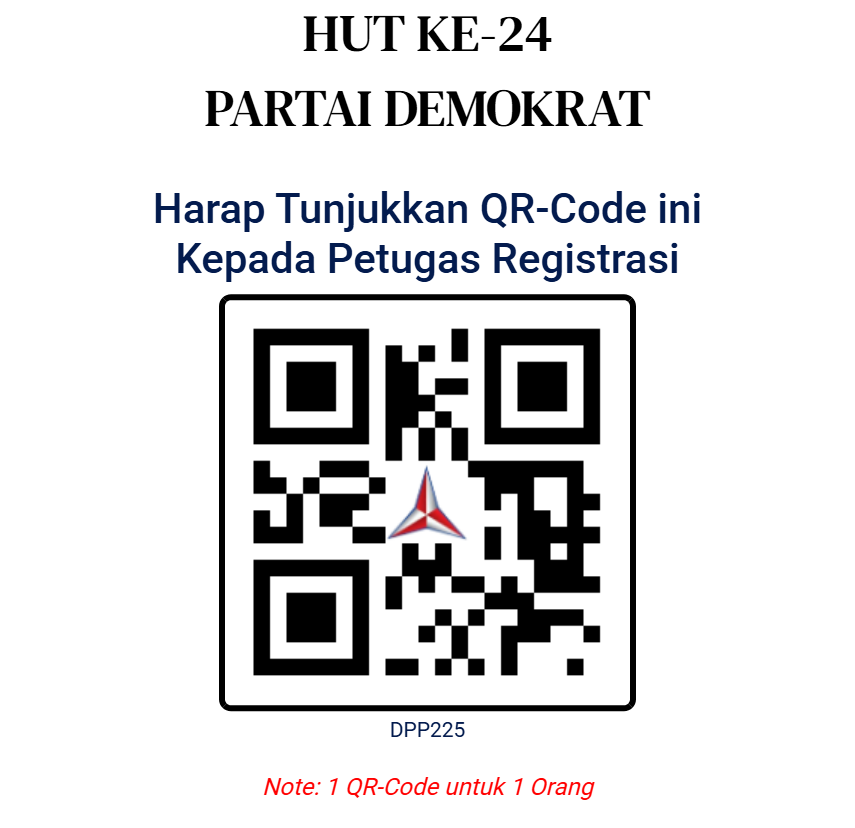 HUT KE-24
PARTAI DEMOKRAT
Harap Tunjukkan QR-Code ini
Kepada Petugas Registrasi
DPP225
Note: 1 QR-Code untuk 1 Orang